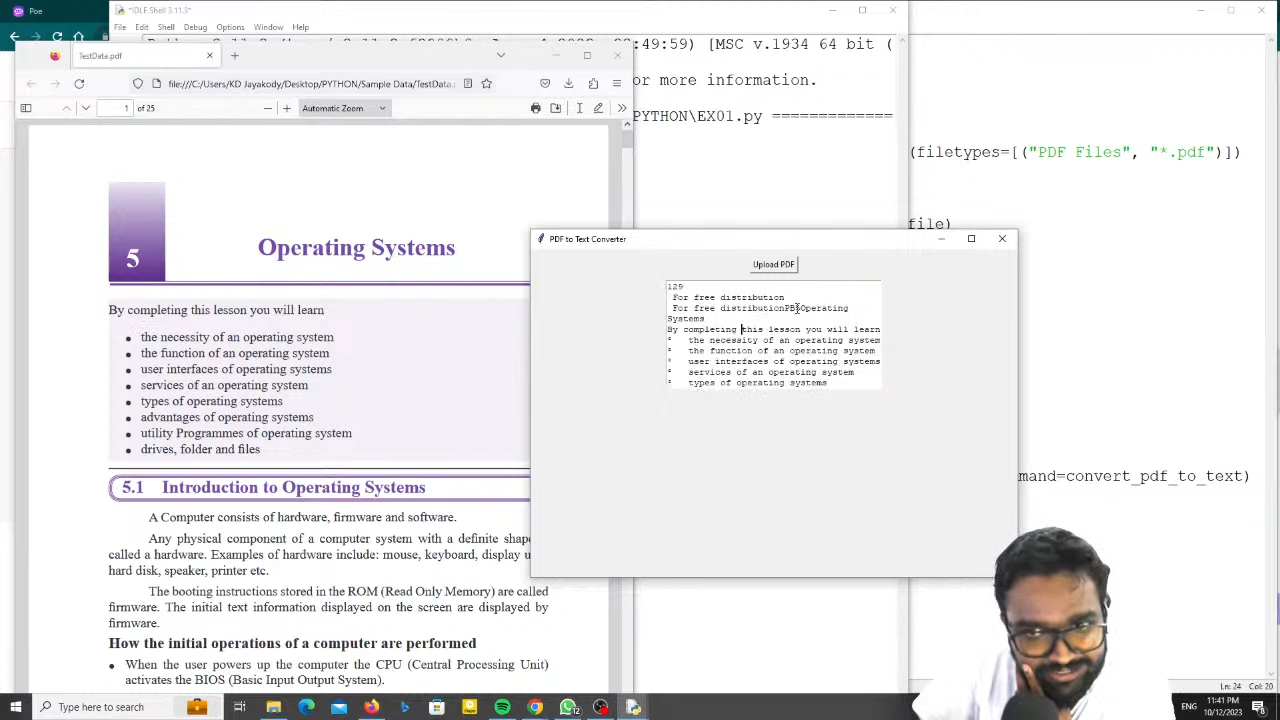 Poe
*IDLE Shell 3.11.3*
File Edit Shell Debug Options Window
:49:59) [MSC v.1934 64 bit (
TestData.pdf
file:///C:/Users/KD Jayakody/Desktop/PYTHON/Sample Data/TestData.
or more information.
1 of 25
Automatic Zoom
PYTHON\EX01.py =============
(filetypes=[("PDF Files", "*.pdf")])
file)
5
Operating Systems
By completing this lesson you will learn
• the necessity of an operating system
• the function of an operating system
• user interfaces of operating systems
• services of an operating system
• types of operating systems
• advantages of operating systems
• utility Programmes of operating system
• drives, folder and files
5.1 Introduction to Operating Systems
A Computer consists of hardware, firmware and software.
Any physical component of a computer system with a definite shap
called a hardware. Examples of hardware include: mouse, keyboard, display u
hard disk, speaker, printer etc.
The booting instructions stored in the ROM (Read Only Memory) are called
firmware. The initial text information displayed on the screen are displayed by
firmware.
How the initial operations of a computer are performed
• When the user powers up the computer the CPU (Central Processing Unit)
activates the BIOS (Basic Input Output System).
PDF to Text Converter
Upload PDF
129
For free distribution
For free distributionPB5Operating
Systems
By completing this lesson you will learn
² the necessity of an operating system
² the function of an operating system
² user interfaces of operating systems
² services of an operating system
² types of operating systems
mand=convert_pdf_to_text)
Ln: 24 Col: 20
Type here to search
ENG
11:41 PM
10/12/2023